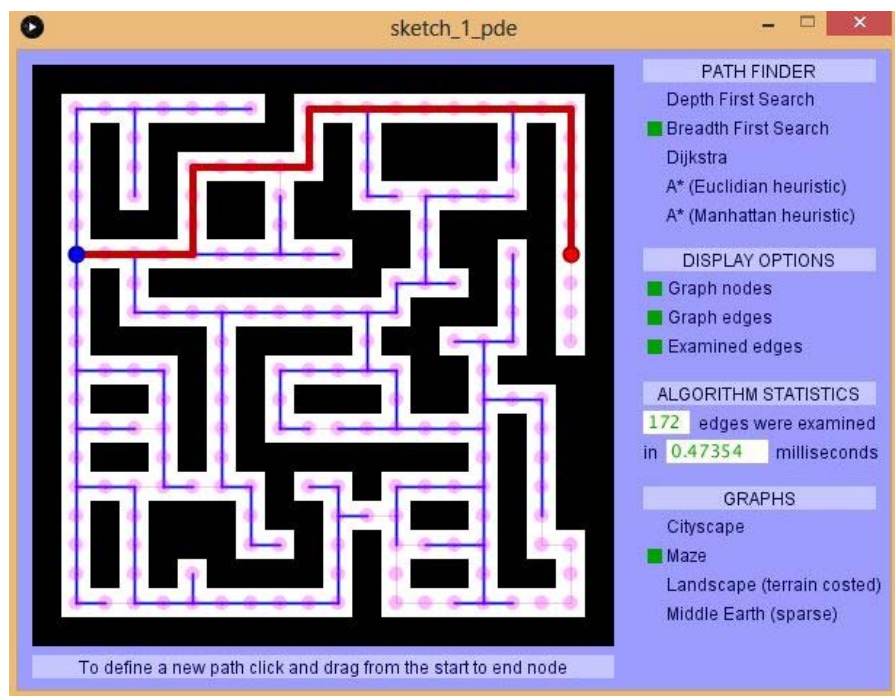 sketch_1_pde
PATH FINDER
Depth First Search
Breadth First Search
Dijkstra
A* (Euclidian heuristic)
A* (Manhattan heuristic)
DISPLAY OPTIONS
Graph nodes
Graph edges
Examined edges
ALGORITHM STATISTICS
172 edges were examined
in 0.47354 milliseconds
GRAPHS
Cityscape
Maze
Landscape (terrain costed)
Middle Earth (sparse)
To define a new path click and drag from the start to end node